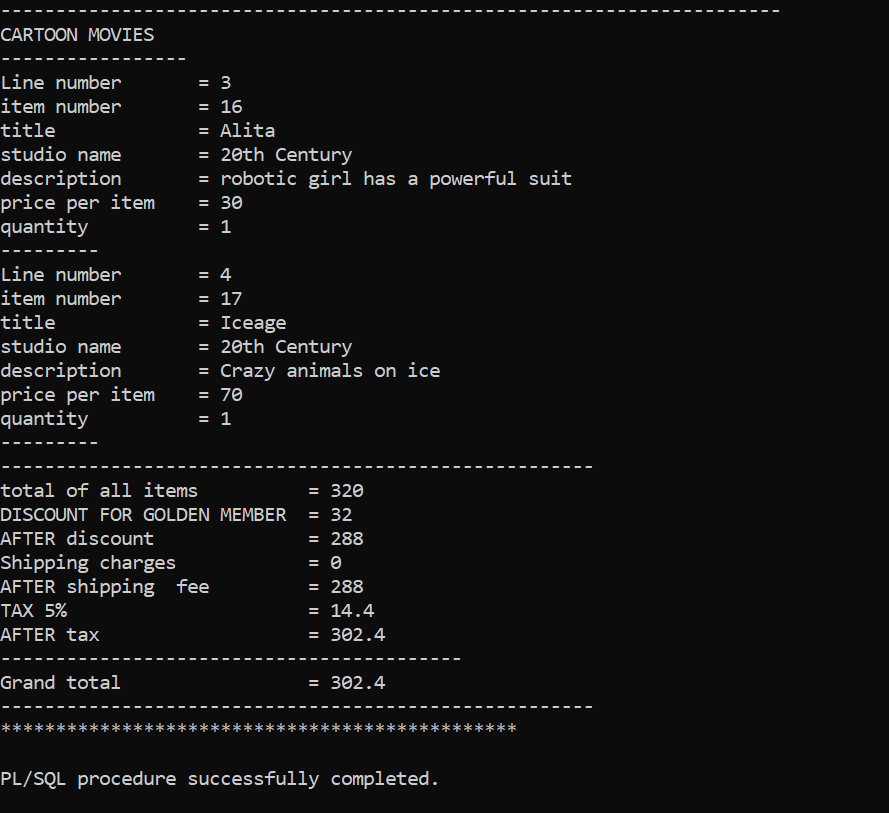 -----------------------------------------------------------------------
CARTOON MOVIES
-----------------
Line number       = 3
item number       = 16
title             = Alita
studio name       = 20th Century
description       = robotic girl has a powerful suit
price per item    = 30
quantity          = 1
---------
Line number       = 4
item number       = 17
title             = Iceage
studio name       = 20th Century
description       = Crazy animals on ice
price per item    = 70
quantity          = 1
---------
------------------------------------------------------
total of all items          = 320
DISCOUNT FOR GOLDEN MEMBER  = 32
AFTER discount              = 288
Shipping charges            = 0
AFTER shipping  fee         = 288
TAX 5%                      = 14.4
AFTER tax                   = 302.4
------------------------------------------
Grand total                 = 302.4
------------------------------------------------------
***********************************************
PL/SQL procedure successfully completed.